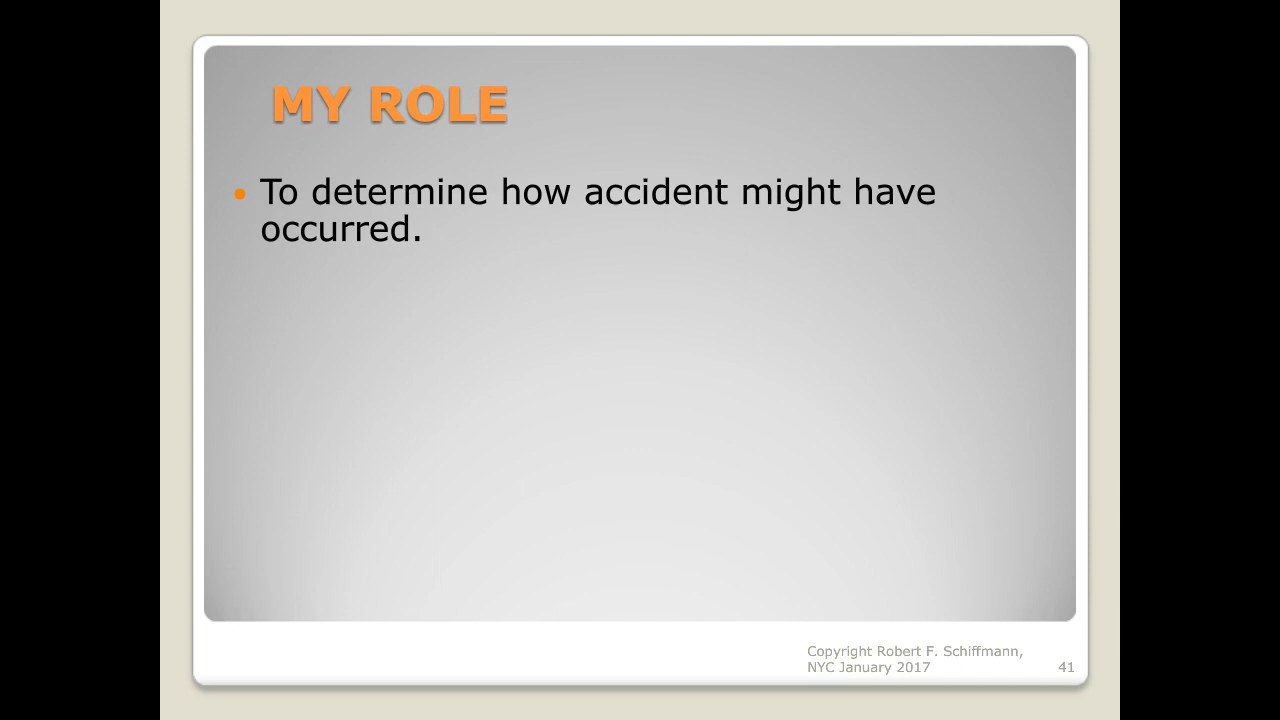 MY ROLE
• To determine how accident might have
occurred.
Copyright Robert F. Schiffmann,
NYC January 2017
41